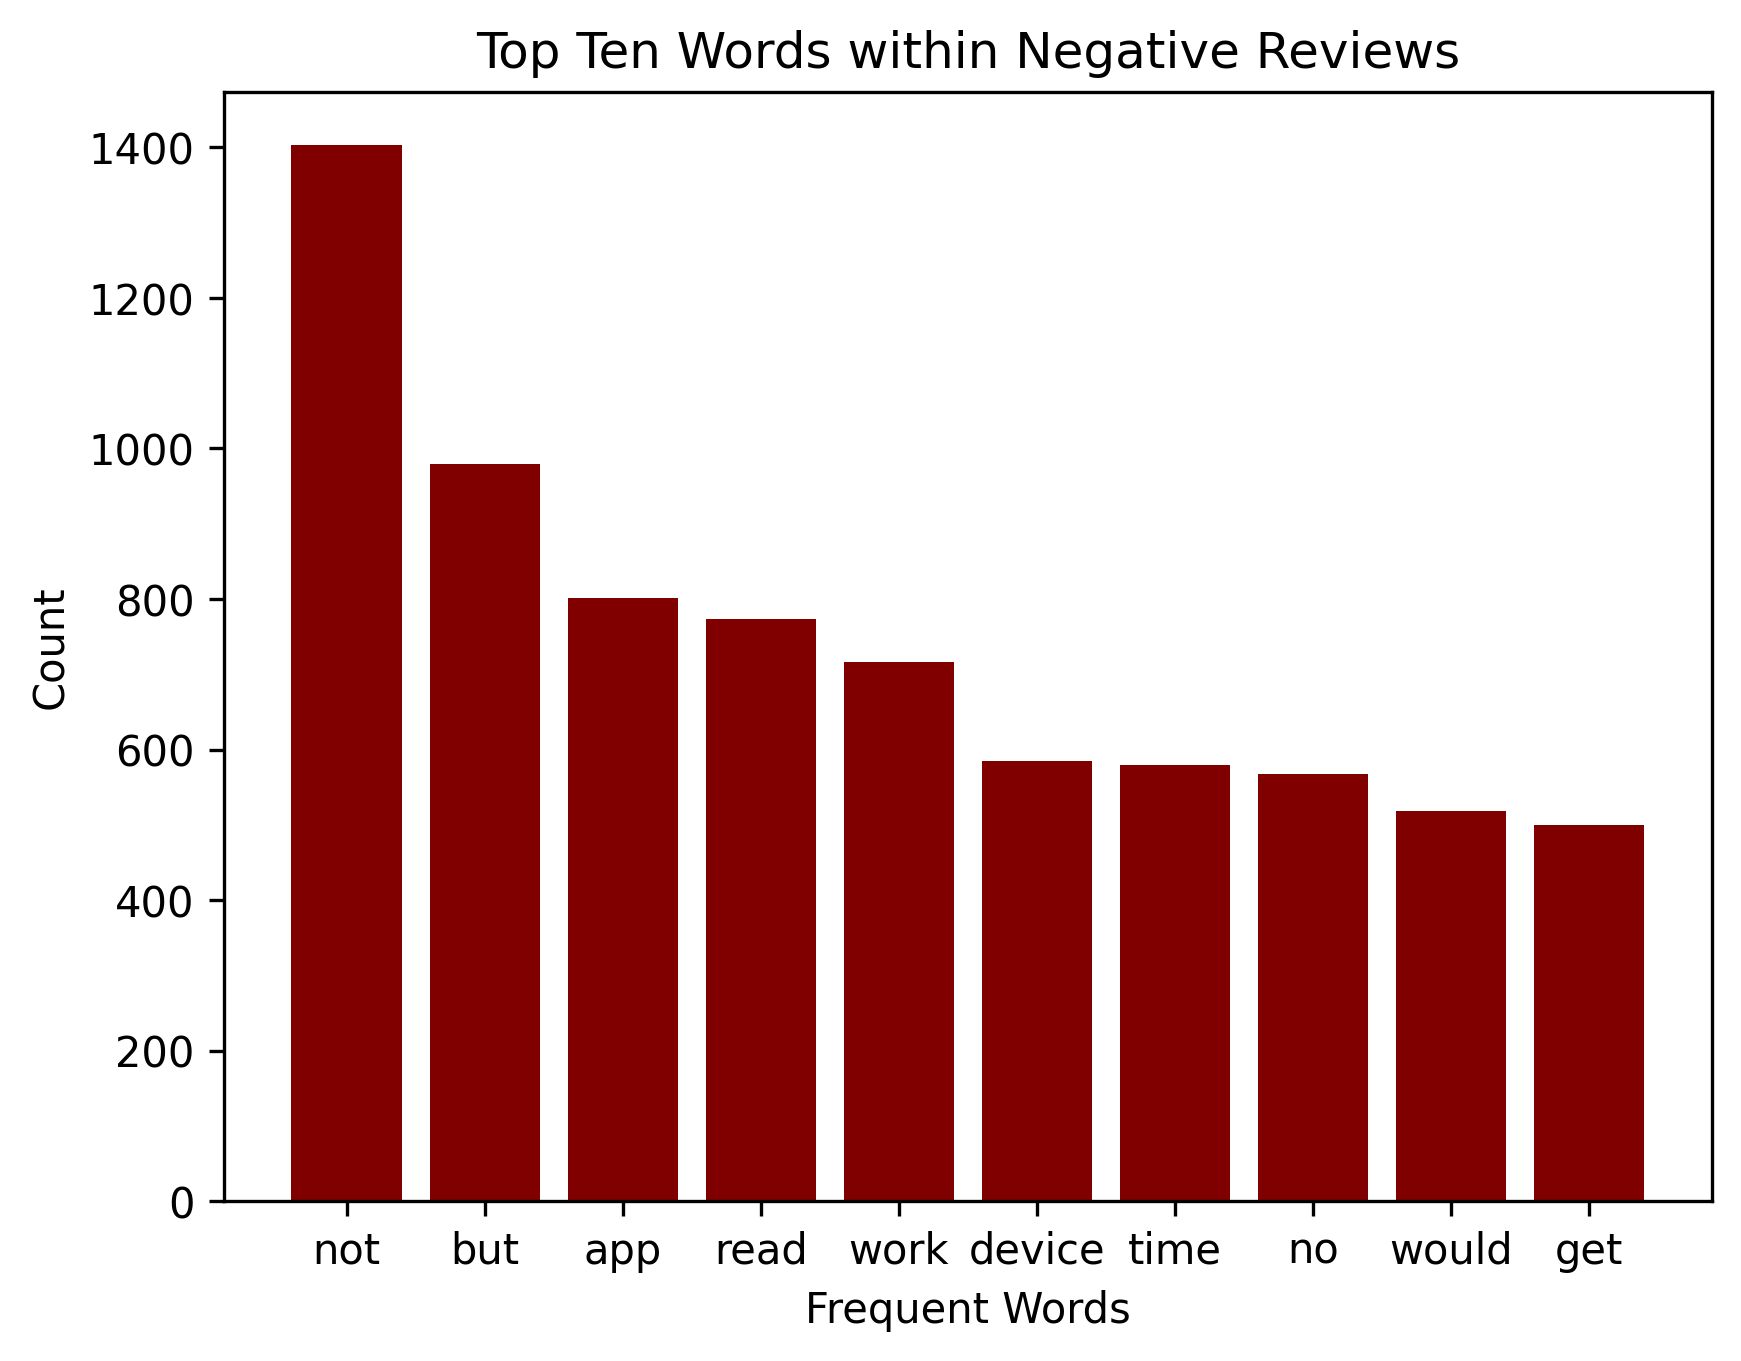 Top Ten Words within Negative Reviews
1400
1200
1000
800
600
400
200
0
Count
not but app read work device time no would get
Frequent Words